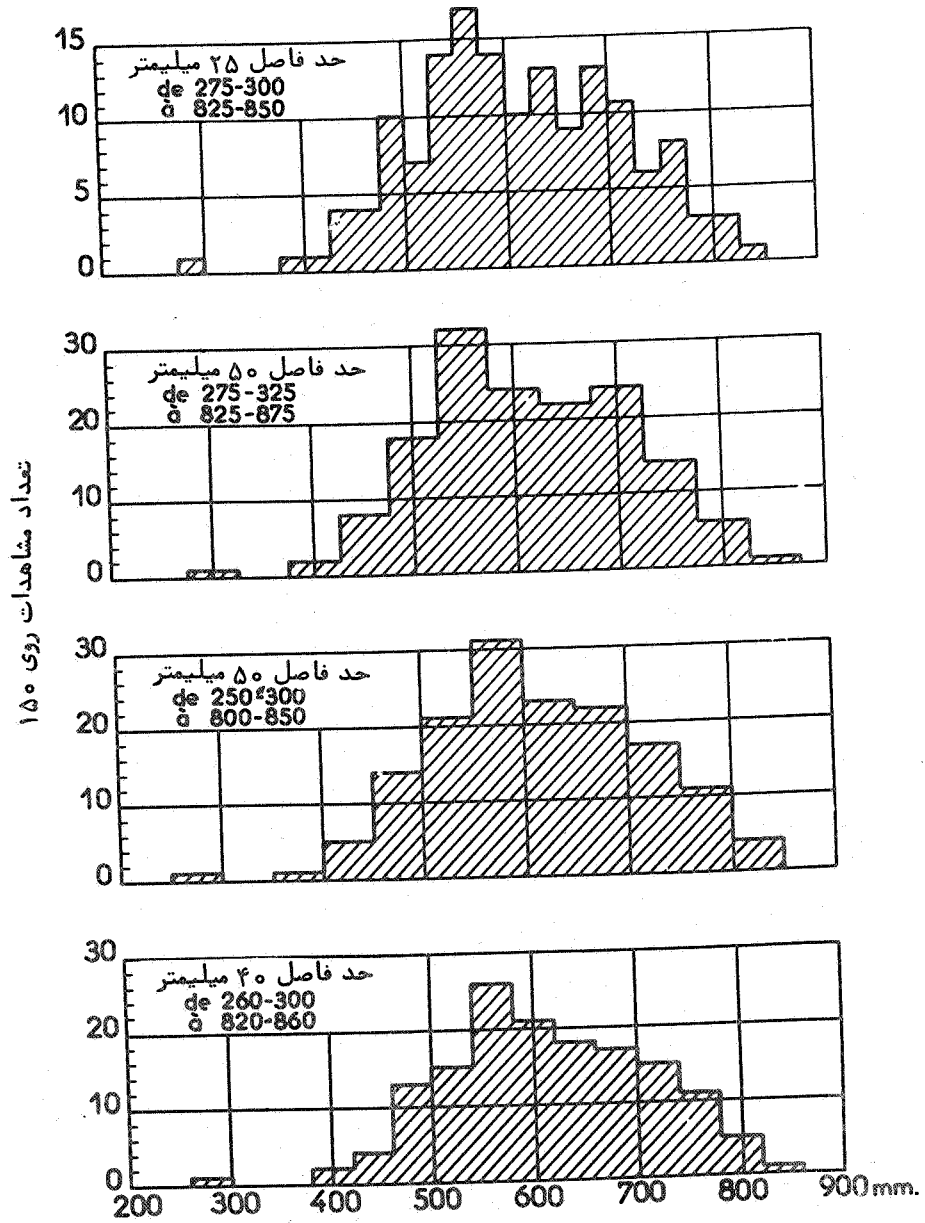 15
حد فاصل ۲۵ میلیمتر
de 275-300
à 825-850
10
5
0
30
حد فاصل ۵۰ میلیمتر
de 275-325
à 825-875
20
10
0
تعداد مشاهدات روی ۱۵۰
30
حد فاصل ۵۰ میلیمتر
de 250-300
à 800-850
20
10
0
30
حد فاصل ۴۰ میلیمتر
de 260-300
à 820-860
20
10
0
200 300 400 500 600 700 800 900mm.